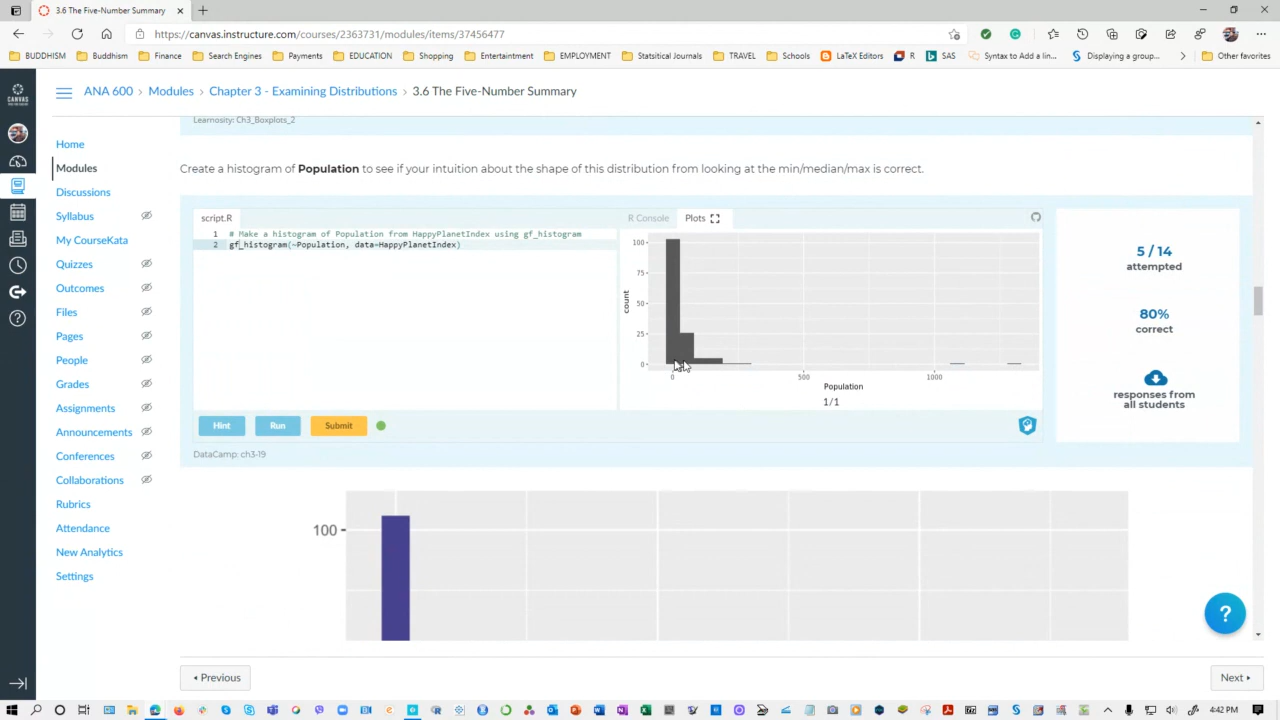 3.6 The Five-Number Summary
https://canvas.instructure.com/courses/2363731/modules/items/37456477
BUDDHISM Buddhism Finance Search Engines Payments EDUCATION Shopping Entertainment EMPLOYMENT Statsitical Journals TRAVEL Schools LaTeX Editors R SAS Syntax to Add a lin... Displaying a group... Other favorites
CANVAS
ANA 600 › Modules › Chapter 3 - Examining Distributions › 3.6 The Five-Number Summary
Learnosity: Ch3_Boxplots_2
Home
Modules
Discussions
Syllabus
My CourseKata
Quizzes
Outcomes
Files
Pages
People
Grades
Assignments
Announcements
Conferences
Collaborations
Rubrics
Attendance
New Analytics
Settings
Create a histogram of Population to see if your intuition about the shape of this distribution from looking at the min/median/max is correct.
script.R
1 # Make a histogram of Population from HappyPlanetIndex using gf_histogram
2 gf_histogram(~Population, data=HappyPlanetIndex)
R Console Plots
100
75
50
25
0
count
0 500 1000
Population
1/1
5 / 14
attempted
80%
correct
responses from
all students
Hint Run Submit
DataCamp: ch3-19
100
?
Previous
Next
4:42 PM